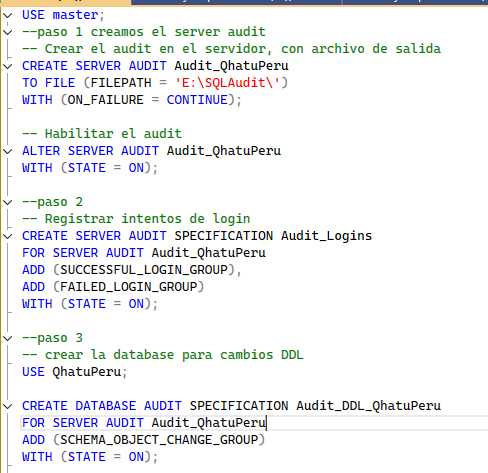 USE master;
--paso 1 creamos el server audit
-- Crear el audit en el servidor, con archivo de salida
CREATE SERVER AUDIT Audit_QhatuPeru
TO FILE (FILEPATH = 'E:\SQLAudit\')
WITH (ON_FAILURE = CONTINUE);
-- Habilitar el audit
ALTER SERVER AUDIT Audit_QhatuPeru
WITH (STATE = ON);
--paso 2
-- Registrar intentos de login
CREATE SERVER AUDIT SPECIFICATION Audit_Logins
FOR SERVER AUDIT Audit_QhatuPeru
ADD (SUCCESSFUL_LOGIN_GROUP),
ADD (FAILED_LOGIN_GROUP)
WITH (STATE = ON);
--paso 3
-- crear la database para cambios DDL
USE QhatuPeru;
CREATE DATABASE AUDIT SPECIFICATION Audit_DDL_QhatuPeru
FOR SERVER AUDIT Audit_QhatuPeru
ADD (SCHEMA_OBJECT_CHANGE_GROUP)
WITH (STATE = ON);